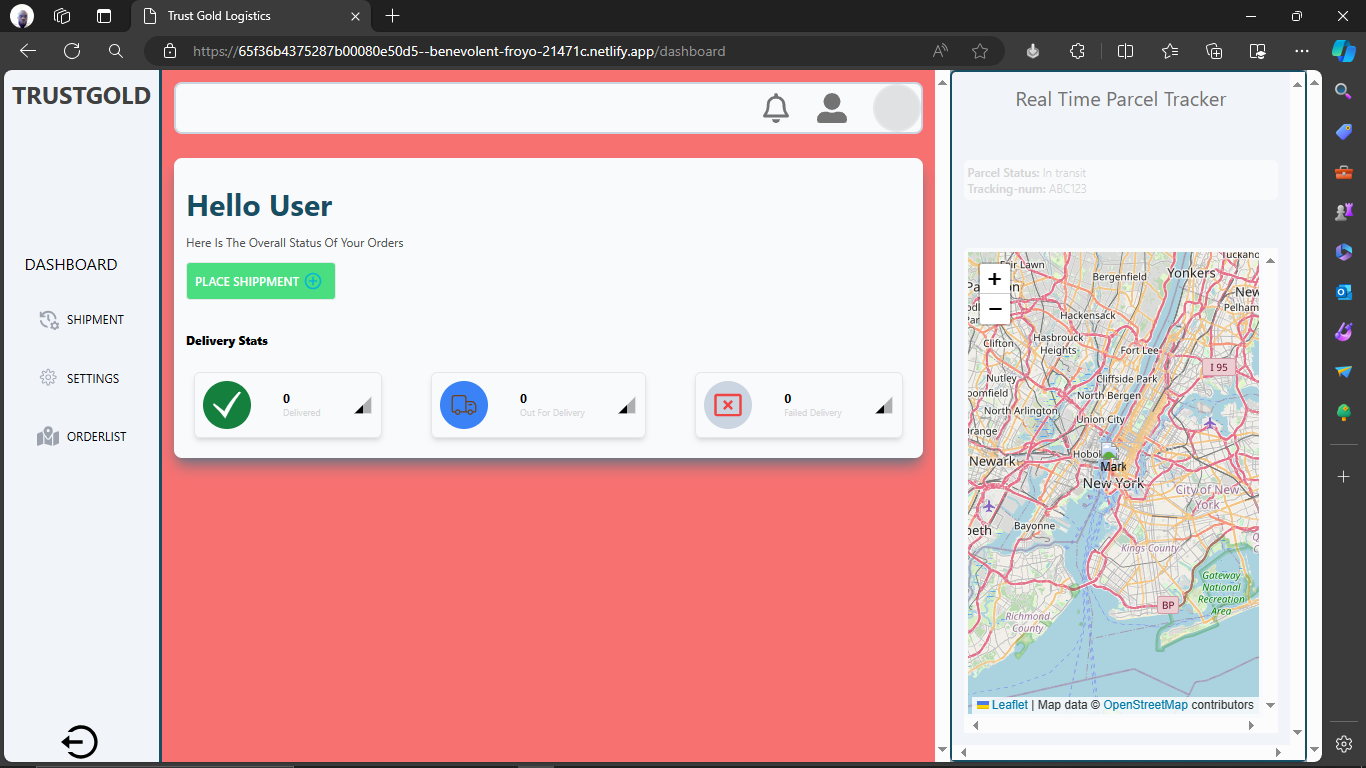 Trust Gold Logistics
https://65f36b4375287b00080e50d5--benevolent-froyo-21471c.netlify.app/dashboard
TRUSTGOLD
DASHBOARD
SHIPMENT
SETTINGS
ORDERLIST
Hello User
Here Is The Overall Status Of Your Orders
PLACE SHIPPMENT
Delivery Stats
0
Delivered
0
Out For Delivery
0
Failed Delivery
Real Time Parcel Tracker
Parcel Status: In transit
Tracking-num: ABC123
+
−
Fair Lawn
Bergenfield
Yonkers
Tuckaho
New
Pelham
Hackensack
Clifton
Hasbrouck
Heights
Fort Lee
I 95
Nutley
oomfield
Cliffside Park
North Bergen
North Arlington
Union City
range
Newark
Hobok
Mark
New York
City of New
York
beth
Bayonne
Kings County
Gateway
National
Recreation
Area
BP
Richmond
County
Leaflet | Map data © OpenStreetMap contributors